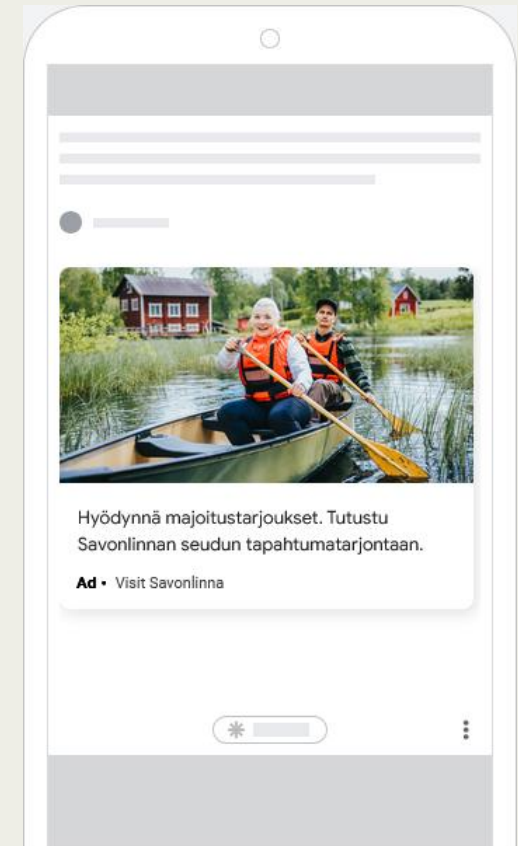 Hyödynnä majoitustarjoukset. Tutustu
Savonlinnan seudun tapahtumatarjontaan.
Ad • Visit Savonlinna